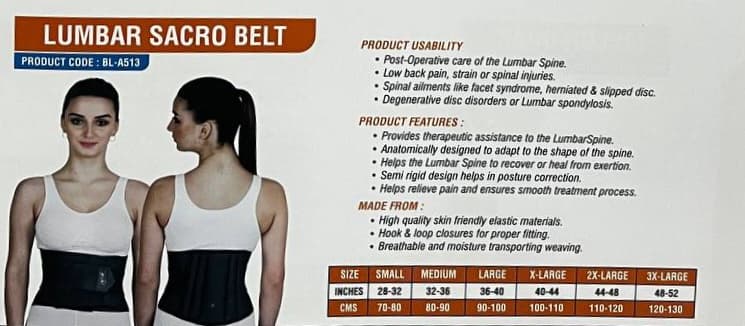 LUMBAR SACRO BELT
PRODUCT CODE : BL-A513
PRODUCT USABILITY
• Post-Operative care of the Lumbar Spine.
• Low back pain, strain or spinal injuries.
• Spinal ailments like facet syndrome, herniated & slipped disc.
• Degenerative disc disorders or Lumbar spondylosis.
PRODUCT FEATURES :
• Provides therapeutic assistance to the LumbarSpine.
• Anatomically designed to adapt to the shape of the spine.
• Helps the Lumbar Spine to recover or heal from exertion.
• Semi rigid design helps in posture correction.
• Helps relieve pain and ensures smooth treatment process.
MADE FROM :
• High quality skin friendly elastic materials.
• Hook & loop closures for proper fitting.
• Breathable and moisture transporting weaving.
SIZE SMALL MEDIUM LARGE X-LARGE 2X-LARGE 3X-LARGE
INCHES 28-32 32-36 36-40 40-44 44-48 48-52
CMS 70-80 80-90 90-100 100-110 110-120 120-130